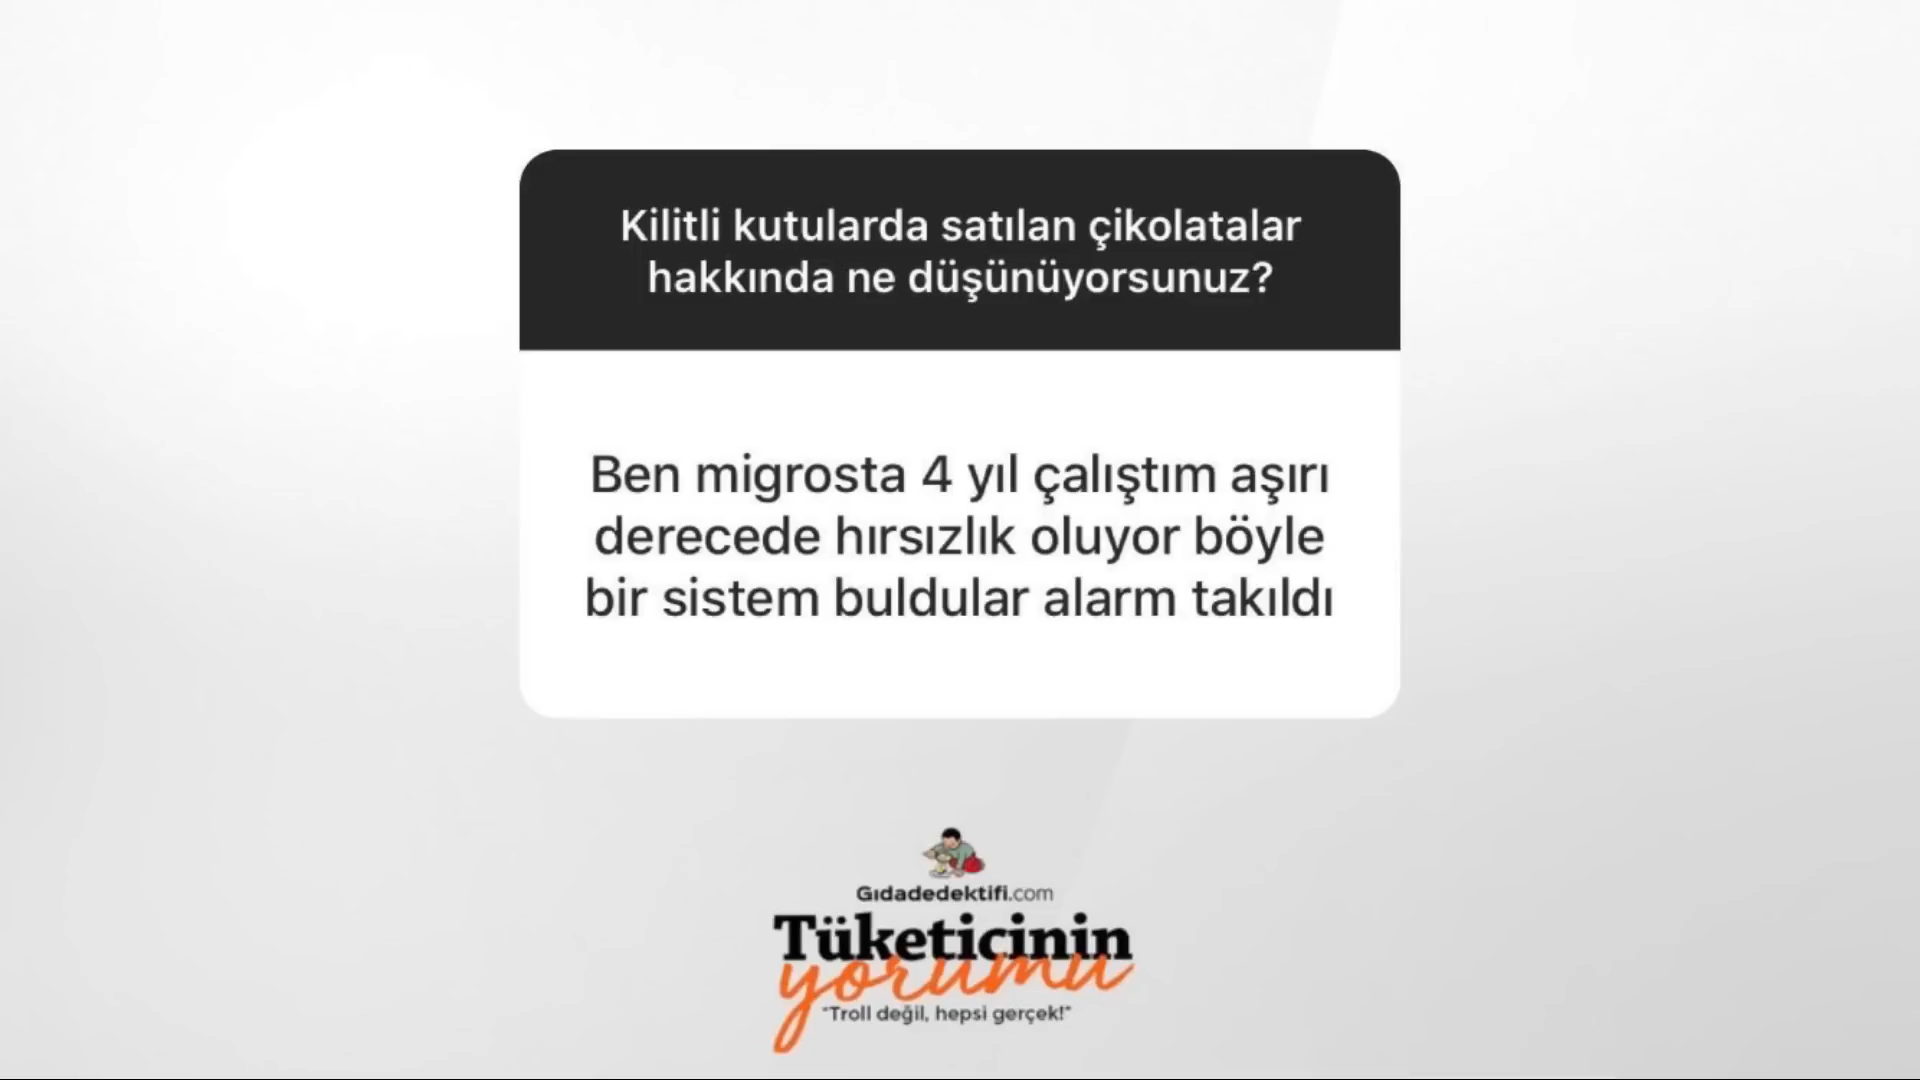 Kilitli kutularda satılan çikolatalar
hakkında ne düşünüyorsunuz?
Ben migrosta 4 yıl çalıştım aşırı
derecede hırsızlık oluyor böyle
bir sistem buldular alarm takıldı
Gıdadedektifi.com
Tüketicinin
yorumu
"Troll değil, hepsi gerçek!"